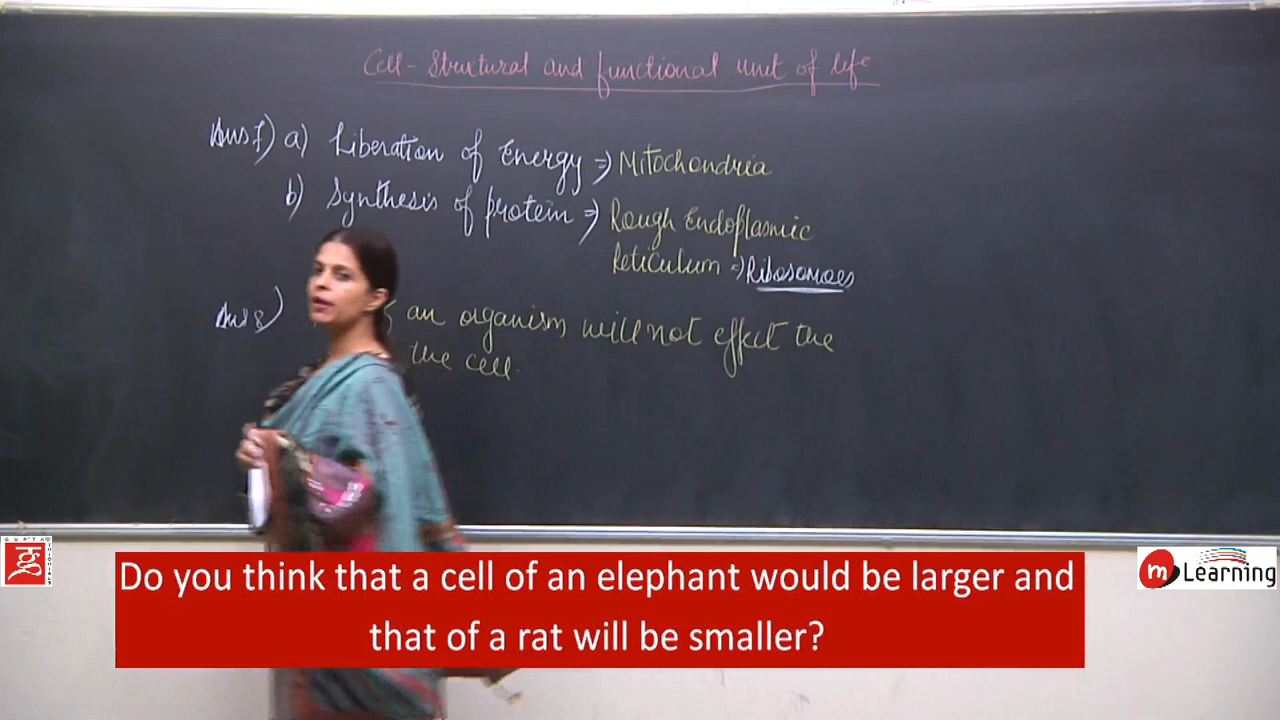 Cell- Structural and functional unit of life
Ans 7) a) Liberation of Energy => Mitochondria
b) Synthesis of protein => Rough Endoplasmic
Reticulum => Ribosomes
Ans 8) an organism will not effect the
the cell.
GUPTA
Do you think that a cell of an elephant would be larger and
that of a rat will be smaller?
m Learning